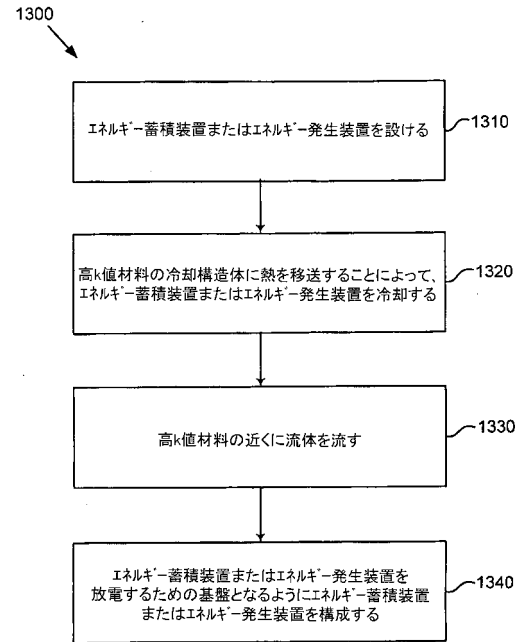 1300
エネルギー蓄積装置またはエネルギー発生装置を設ける
1310
高k値材料の冷却構造体に熱を移送することによって、
エネルギー蓄積装置またはエネルギー発生装置を冷却する
1320
高k値材料の近くに流体を流す
1330
エネルギー蓄積装置またはエネルギー発生装置を
放電するための基盤となるようにエネルギー蓄積装置
またはエネルギー発生装置を構成する
1340